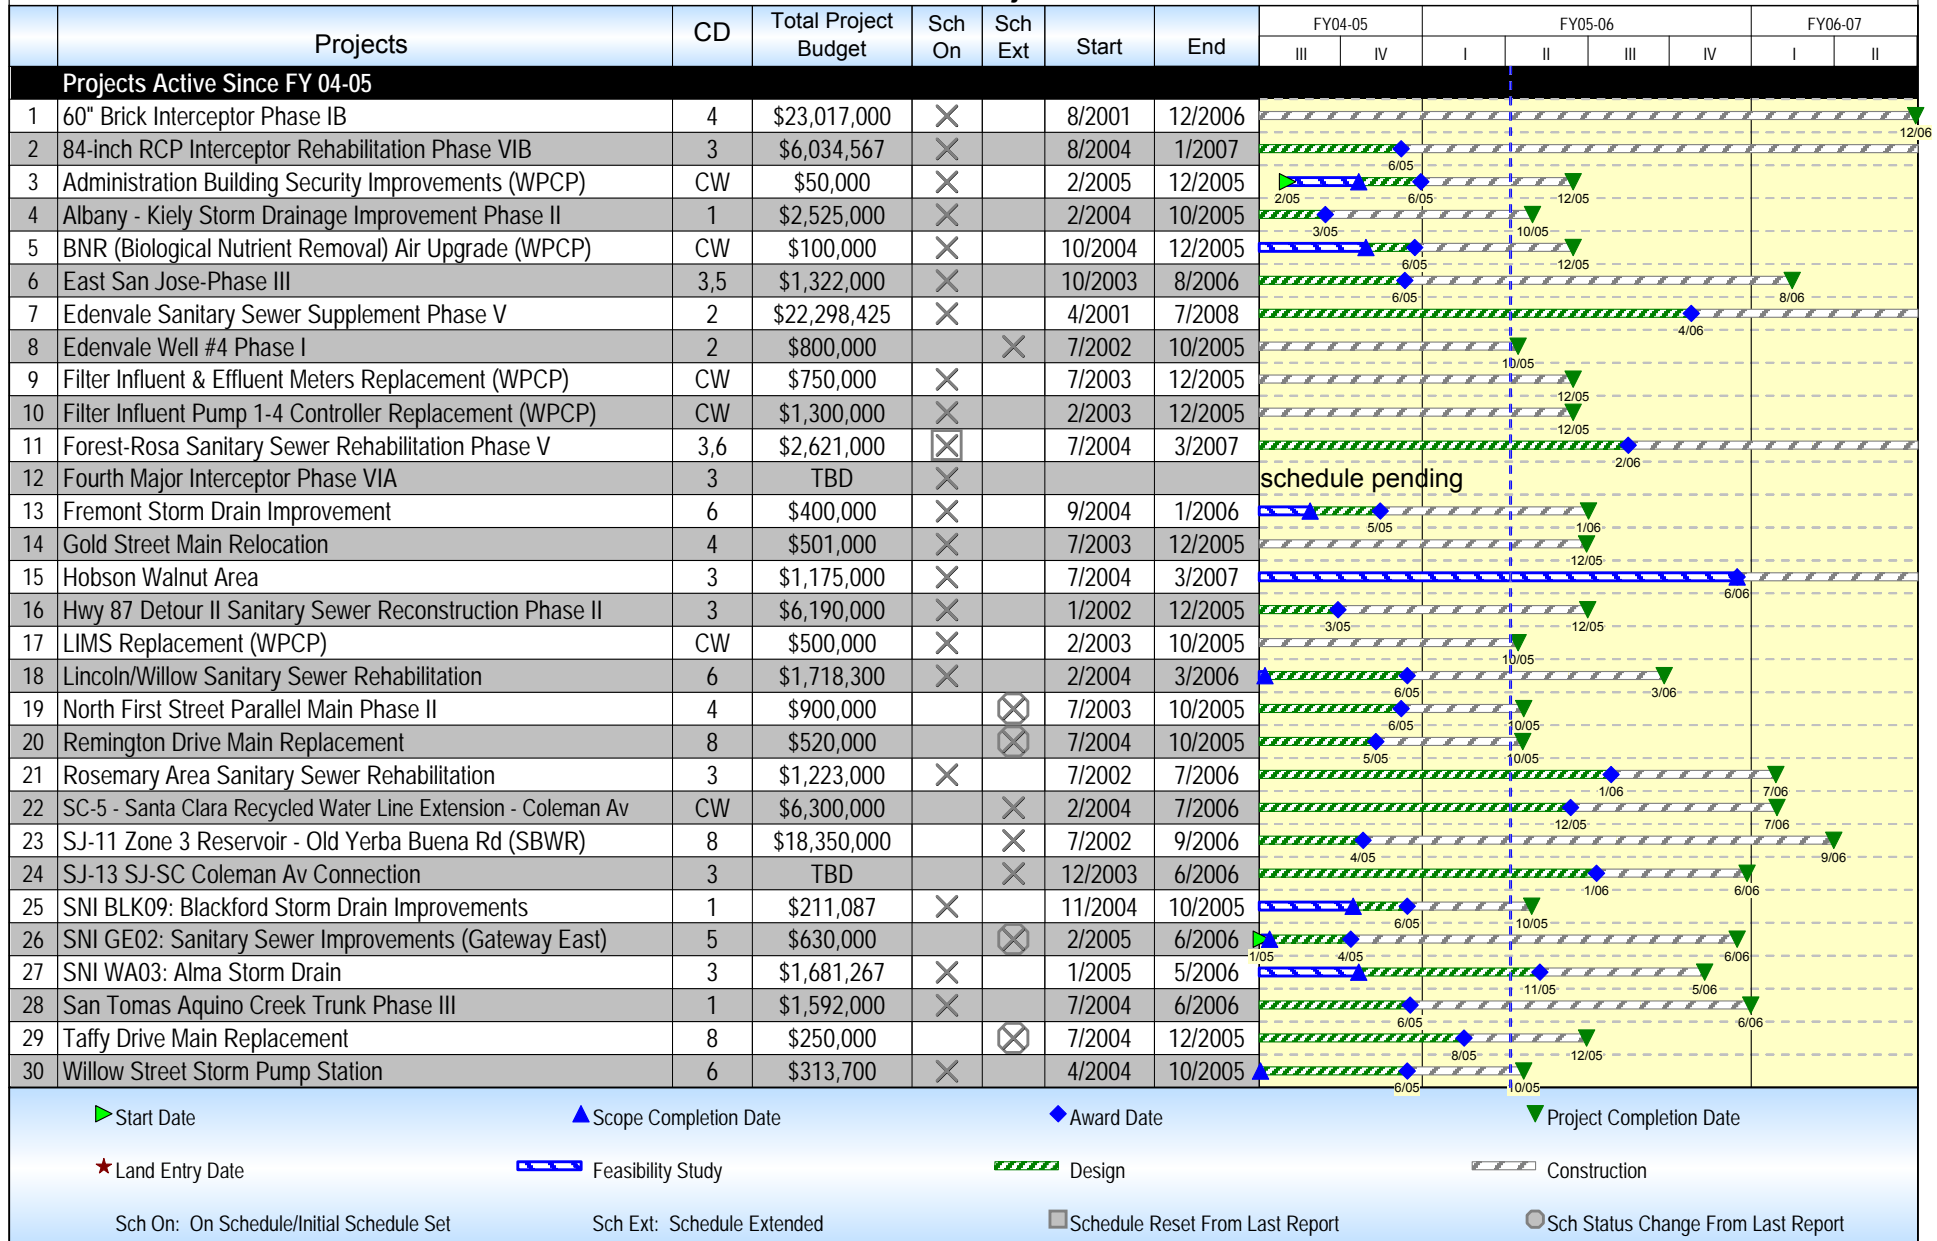 Projects CD Total Project Budget Sch On Sch Ext Start End FY04-05 FY05-06 FY06-07
III IV I II III IV I II
Projects Active Since FY 04-05
1 60" Brick Interceptor Phase IB 4 $23,017,000 8/2001 12/2006 12/06
2 84-inch RCP Interceptor Rehabilitation Phase VIB 3 $6,034,567 8/2004 1/2007 6/05
3 Administration Building Security Improvements (WPCP) CW $50,000 2/2005 12/2005 2/05 6/05 12/05
4 Albany - Kiely Storm Drainage Improvement Phase II 1 $2,525,000 2/2004 10/2005 3/05 10/05
5 BNR (Biological Nutrient Removal) Air Upgrade (WPCP) CW $100,000 10/2004 12/2005 6/05 12/05
6 East San Jose-Phase III 3,5 $1,322,000 10/2003 8/2006 6/05 8/06
7 Edenvale Sanitary Sewer Supplement Phase V 2 $22,298,425 4/2001 7/2008 4/06
8 Edenvale Well #4 Phase I 2 $800,000 7/2002 10/2005 10/05
9 Filter Influent & Effluent Meters Replacement (WPCP) CW $750,000 7/2003 12/2005 12/05
10 Filter Influent Pump 1-4 Controller Replacement (WPCP) CW $1,300,000 2/2003 12/2005 12/05
11 Forest-Rosa Sanitary Sewer Rehabilitation Phase V 3,6 $2,621,000 7/2004 3/2007 2/06
12 Fourth Major Interceptor Phase VIA 3 TBD schedule pending
13 Fremont Storm Drain Improvement 6 $400,000 9/2004 1/2006 5/05 1/06
14 Gold Street Main Relocation 4 $501,000 7/2003 12/2005 12/05
15 Hobson Walnut Area 3 $1,175,000 7/2004 3/2007 6/06
16 Hwy 87 Detour II Sanitary Sewer Reconstruction Phase II 3 $6,190,000 1/2002 12/2005 3/05 12/05
17 LIMS Replacement (WPCP) CW $500,000 2/2003 10/2005 10/05
18 Lincoln/Willow Sanitary Sewer Rehabilitation 6 $1,718,300 2/2004 3/2006 6/05 3/06
19 North First Street Parallel Main Phase II 4 $900,000 7/2003 10/2005 6/05 10/05
20 Remington Drive Main Replacement 8 $520,000 7/2004 10/2005 5/05 10/05
21 Rosemary Area Sanitary Sewer Rehabilitation 3 $1,223,000 7/2002 7/2006 1/06 7/06
22 SC-5 - Santa Clara Recycled Water Line Extension - Coleman Av CW $6,300,000 2/2004 7/2006 12/05 7/06
23 SJ-11 Zone 3 Reservoir - Old Yerba Buena Rd (SBWR) 8 $18,350,000 7/2002 9/2006 4/05 9/06
24 SJ-13 SJ-SC Coleman Av Connection 3 TBD 12/2003 6/2006 1/06 6/06
25 SNI BLK09: Blackford Storm Drain Improvements 1 $211,087 11/2004 10/2005 6/05 10/05
26 SNI GE02: Sanitary Sewer Improvements (Gateway East) 5 $630,000 2/2005 6/2006 1/05 4/05 6/06
27 SNI WA03: Alma Storm Drain 3 $1,681,267 1/2005 5/2006 11/05 5/06
28 San Tomas Aquino Creek Trunk Phase III 1 $1,592,000 7/2004 6/2006 6/05 6/06
29 Taffy Drive Main Replacement 8 $250,000 7/2004 12/2005 8/05 12/05
30 Willow Street Storm Pump Station 6 $313,700 4/2004 10/2005 6/05 10/05
Start Date Scope Completion Date Award Date Project Completion Date
Land Entry Date Feasibility Study Design Construction
Sch On: On Schedule/Initial Schedule Set Sch Ext: Schedule Extended Schedule Reset From Last Report Sch Status Change From Last Report